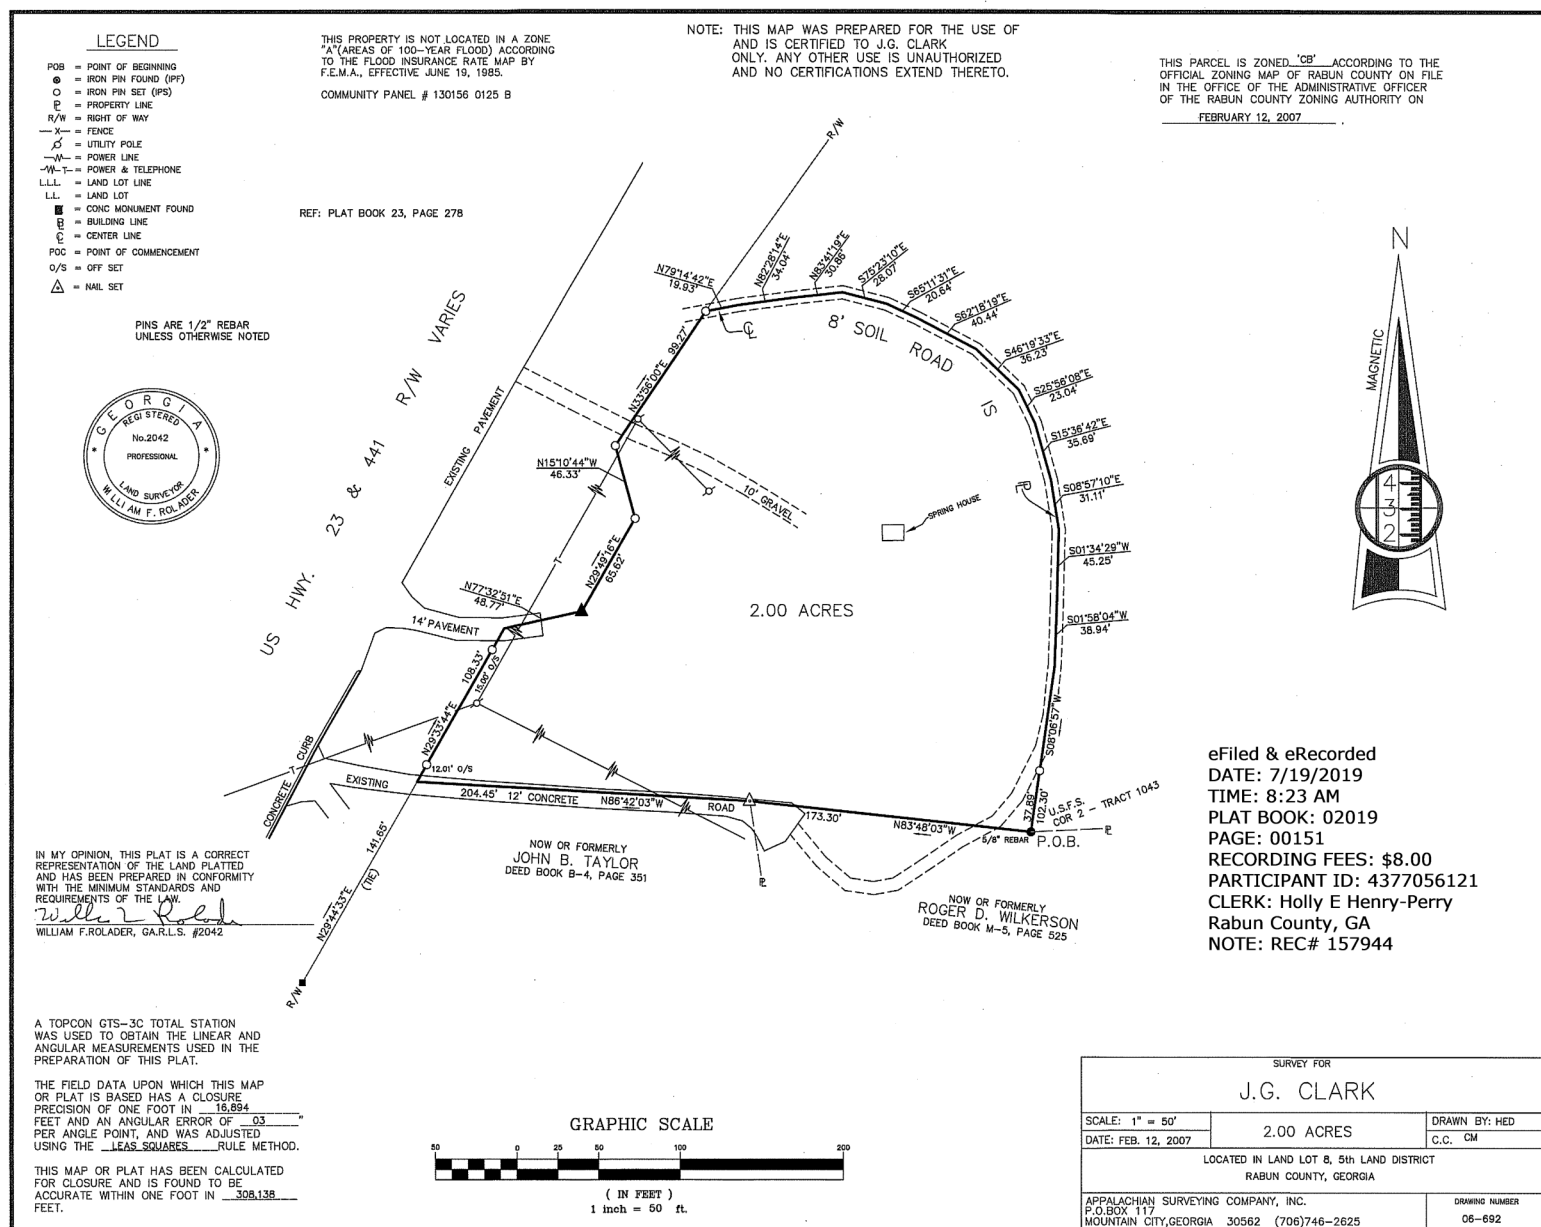 LEGEND
POB = POINT OF BEGINNING
= IRON PIN FOUND (IPF)
O = IRON PIN SET (IPS)
P = PROPERTY LINE
R/W = RIGHT OF WAY
—X— = FENCE
= UTILITY POLE
= POWER LINE
T = POWER & TELEPHONE
L.L.L. = LAND LOT LINE
L.L. = LAND LOT
= CONC MONUMENT FOUND
B = BUILDING LINE
C = CENTER LINE
POC = POINT OF COMMENCEMENT
O/S = OFF SET
= NAIL SET
PINS ARE 1/2" REBAR
UNLESS OTHERWISE NOTED
THIS PROPERTY IS NOT LOCATED IN A ZONE
"A"(AREAS OF 100-YEAR FLOOD) ACCORDING
TO THE FLOOD INSURANCE RATE MAP BY
F.E.M.A., EFFECTIVE JUNE 19, 1985.
COMMUNITY PANEL # 130156 0125 B
REF: PLAT BOOK 23, PAGE 278
NOTE: THIS MAP WAS PREPARED FOR THE USE OF
AND IS CERTIFIED TO J.G. CLARK
ONLY. ANY OTHER USE IS UNAUTHORIZED
AND NO CERTIFICATIONS EXTEND THERETO.
THIS PARCEL IS ZONED 'CB' ACCORDING TO THE
OFFICIAL ZONING MAP OF RABUN COUNTY ON FILE
IN THE OFFICE OF THE ADMINISTRATIVE OFFICER
OF THE RABUN COUNTY ZONING AUTHORITY ON
FEBRUARY 12, 2007.
GEORGIA
REGISTERED
No.2042
PROFESSIONAL
LAND SURVEYOR
WILLIAM F. ROLADER
US HWY. 23 & 441 R/W VARIES
R/W
N79°14'42"E
19.93'
N82°28'14"E
34.04'
N83°41'19"E
30.86'
S75°23'10"E
28.07'
S65°11'31"E
20.64'
S62°18'19"E
40.44'
S46°19'33"E
36.23'
S25°56'08"E
23.04'
S15°36'42"E
35.69'
S08°57'10"E
31.11'
S01°34'29"W
45.25'
S01°58'04"W
38.94'
S08°06'57"W
37.89'
102.30'
8' SOIL ROAD IS
CL
PL
N33°56'00"E 99.27'
EXISTING PAVEMENT
N15°10'44"W
46.33'
10' GRAVEL
SPRING HOUSE
N29°49'16"E
65.62'
T
N77°32'51"E
48.77'
14' PAVEMENT
2.00 ACRES
108.33'
15.00' O/S
N29°33'44"E
12.01' O/S
CONCRETE CURB
T
EXISTING
204.45' 12' CONCRETE
N86°42'03"W
ROAD
173.30'
N83°48'03"W
5/8" REBAR
P.O.B.
U.S.F.S.
COR 2 - TRACT 1043
PL
PL
141.65'
(TIE)
N29°44'33"E
R/W
NOW OR FORMERLY
JOHN B. TAYLOR
DEED BOOK B-4, PAGE 351
NOW OR FORMERLY
ROGER D. WILKERSON
DEED BOOK M-5, PAGE 525
N
MAGNETIC
4
3
2
eFiled & eRecorded
DATE: 7/19/2019
TIME: 8:23 AM
PLAT BOOK: 02019
PAGE: 00151
RECORDING FEES: $8.00
PARTICIPANT ID: 4377056121
CLERK: Holly E Henry-Perry
Rabun County, GA
NOTE: REC# 157944
IN MY OPINION, THIS PLAT IS A CORRECT
REPRESENTATION OF THE LAND PLATTED
AND HAS BEEN PREPARED IN CONFORMITY
WITH THE MINIMUM STANDARDS AND
REQUIREMENTS OF THE LAW.
WILLIAM F.ROLADER, GA.R.L.S. #2042
A TOPCON GTS-3C TOTAL STATION
WAS USED TO OBTAIN THE LINEAR AND
ANGULAR MEASUREMENTS USED IN THE
PREPARATION OF THIS PLAT.
THE FIELD DATA UPON WHICH THIS MAP
OR PLAT IS BASED HAS A CLOSURE
PRECISION OF ONE FOOT IN 16,894
FEET AND AN ANGULAR ERROR OF 03 "
PER ANGLE POINT, AND WAS ADJUSTED
USING THE LEAS SQUARES RULE METHOD.
THIS MAP OR PLAT HAS BEEN CALCULATED
FOR CLOSURE AND IS FOUND TO BE
ACCURATE WITHIN ONE FOOT IN 308,138
FEET.
GRAPHIC SCALE
50 0 25 50 100 200
( IN FEET )
1 inch = 50 ft.
SURVEY FOR
J.G. CLARK
SCALE: 1" = 50'
DATE: FEB. 12, 2007
2.00 ACRES
DRAWN BY: HED
C.C. CM
LOCATED IN LAND LOT 8, 5th LAND DISTRICT
RABUN COUNTY, GEORGIA
APPALACHIAN SURVEYING COMPANY, INC.
P.O.BOX 117
MOUNTAIN CITY,GEORGIA 30562 (706)746-2625
DRAWING NUMBER
06-692